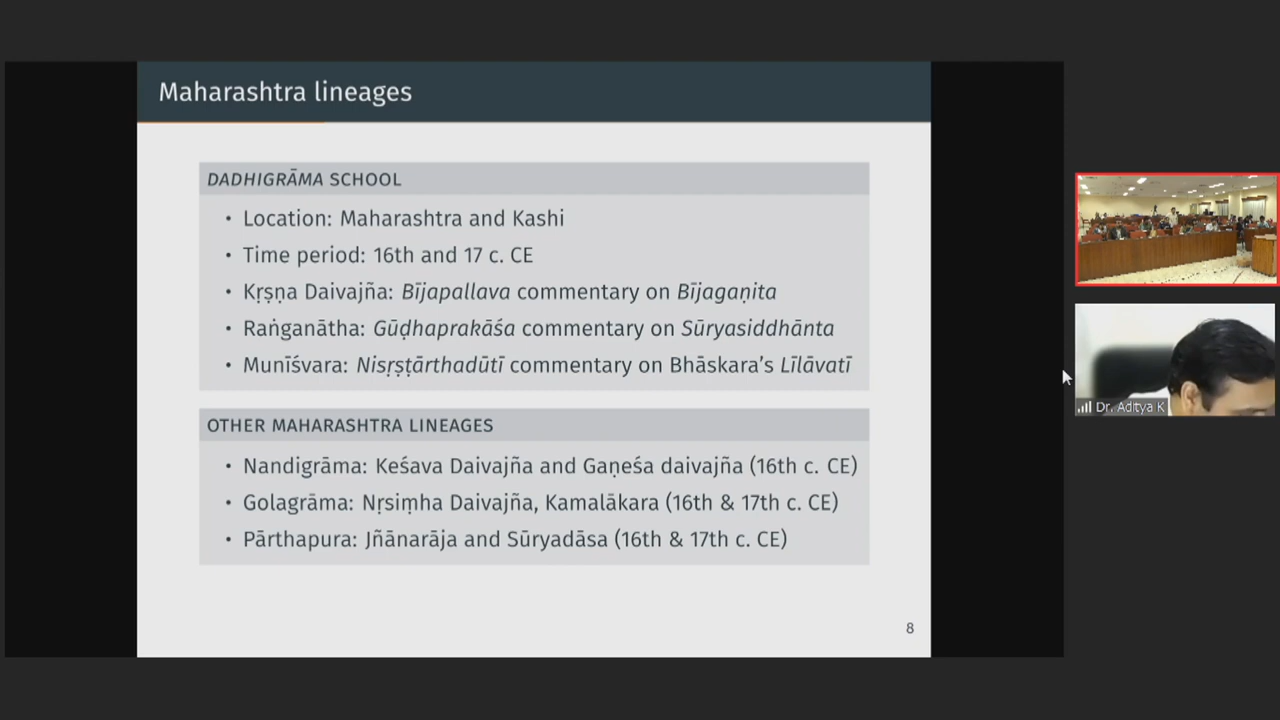 Maharashtra lineages
DADHIGRĀMA SCHOOL
• Location: Maharashtra and Kashi
• Time period: 16th and 17 c. CE
• Kṛṣṇa Daivajña: Bījapallava commentary on Bījagaṇita
• Raṅganātha: Gūḍhaprakāśa commentary on Sūryasiddhānta
• Munīśvara: Nisṛṣṭārthadūtī commentary on Bhāskara’s Līlāvatī
OTHER MAHARASHTRA LINEAGES
• Nandigrāma: Keśava Daivajña and Gaṇeśa daivajña (16th c. CE)
• Golagrāma: Nṛsiṃha Daivajña, Kamalākara (16th & 17th c. CE)
• Pārthapura: Jñānarāja and Sūryadāsa (16th & 17th c. CE)
8
Dr. Aditya K